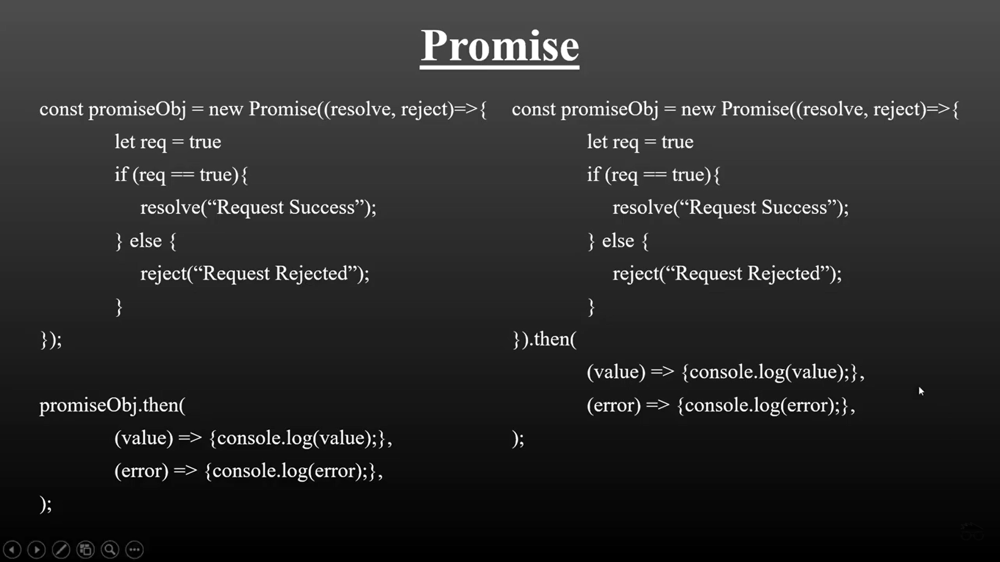 Promise
const promiseObj = new Promise((resolve, reject)=>{
let req = true
if (req == true){
resolve(“Request Success”);
} else {
reject(“Request Rejected”);
}
});
promiseObj.then(
(value) => {console.log(value);},
(error) => {console.log(error);},
);
const promiseObj = new Promise((resolve, reject)=>{
let req = true
if (req == true){
resolve(“Request Success”);
} else {
reject(“Request Rejected”);
}
}).then(
(value) => {console.log(value);},
(error) => {console.log(error);},
);